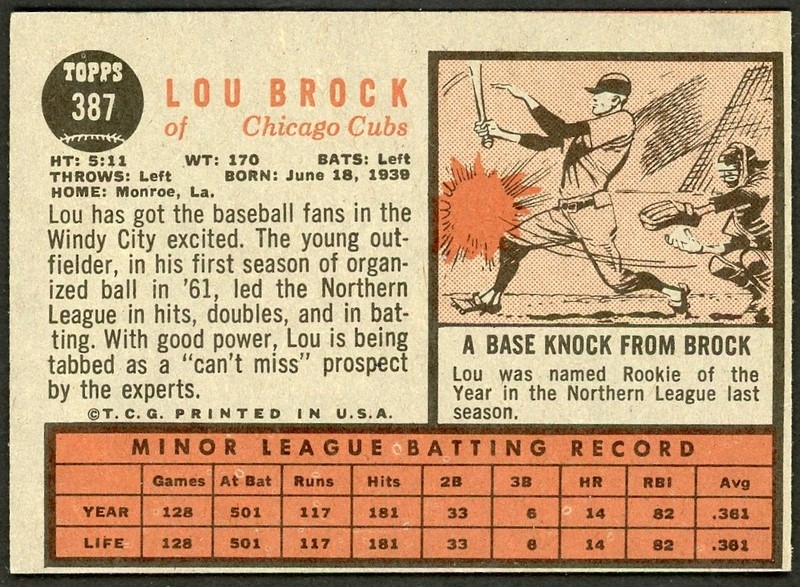 TOPPS
387
LOU BROCK
of Chicago Cubs
HT: 5:11 WT: 170 BATS: Left
THROWS: Left BORN: June 18, 1939
HOME: Monroe, La.
Lou has got the baseball fans in the
Windy City excited. The young out-
fielder, in his first season of organ-
ized ball in '61, led the Northern
League in hits, doubles, and in bat-
ting. With good power, Lou is being
tabbed as a "can't miss" prospect
by the experts.
©T.C.G. PRINTED IN U.S.A.
A BASE KNOCK FROM BROCK
Lou was named Rookie of the
Year in the Northern League last
season.
MINOR LEAGUE BATTING RECORD
Games At Bat Runs Hits 2B 3B HR RBI Avg
YEAR 128 501 117 181 33 6 14 82 .361
LIFE 128 501 117 181 33 6 14 82 .361